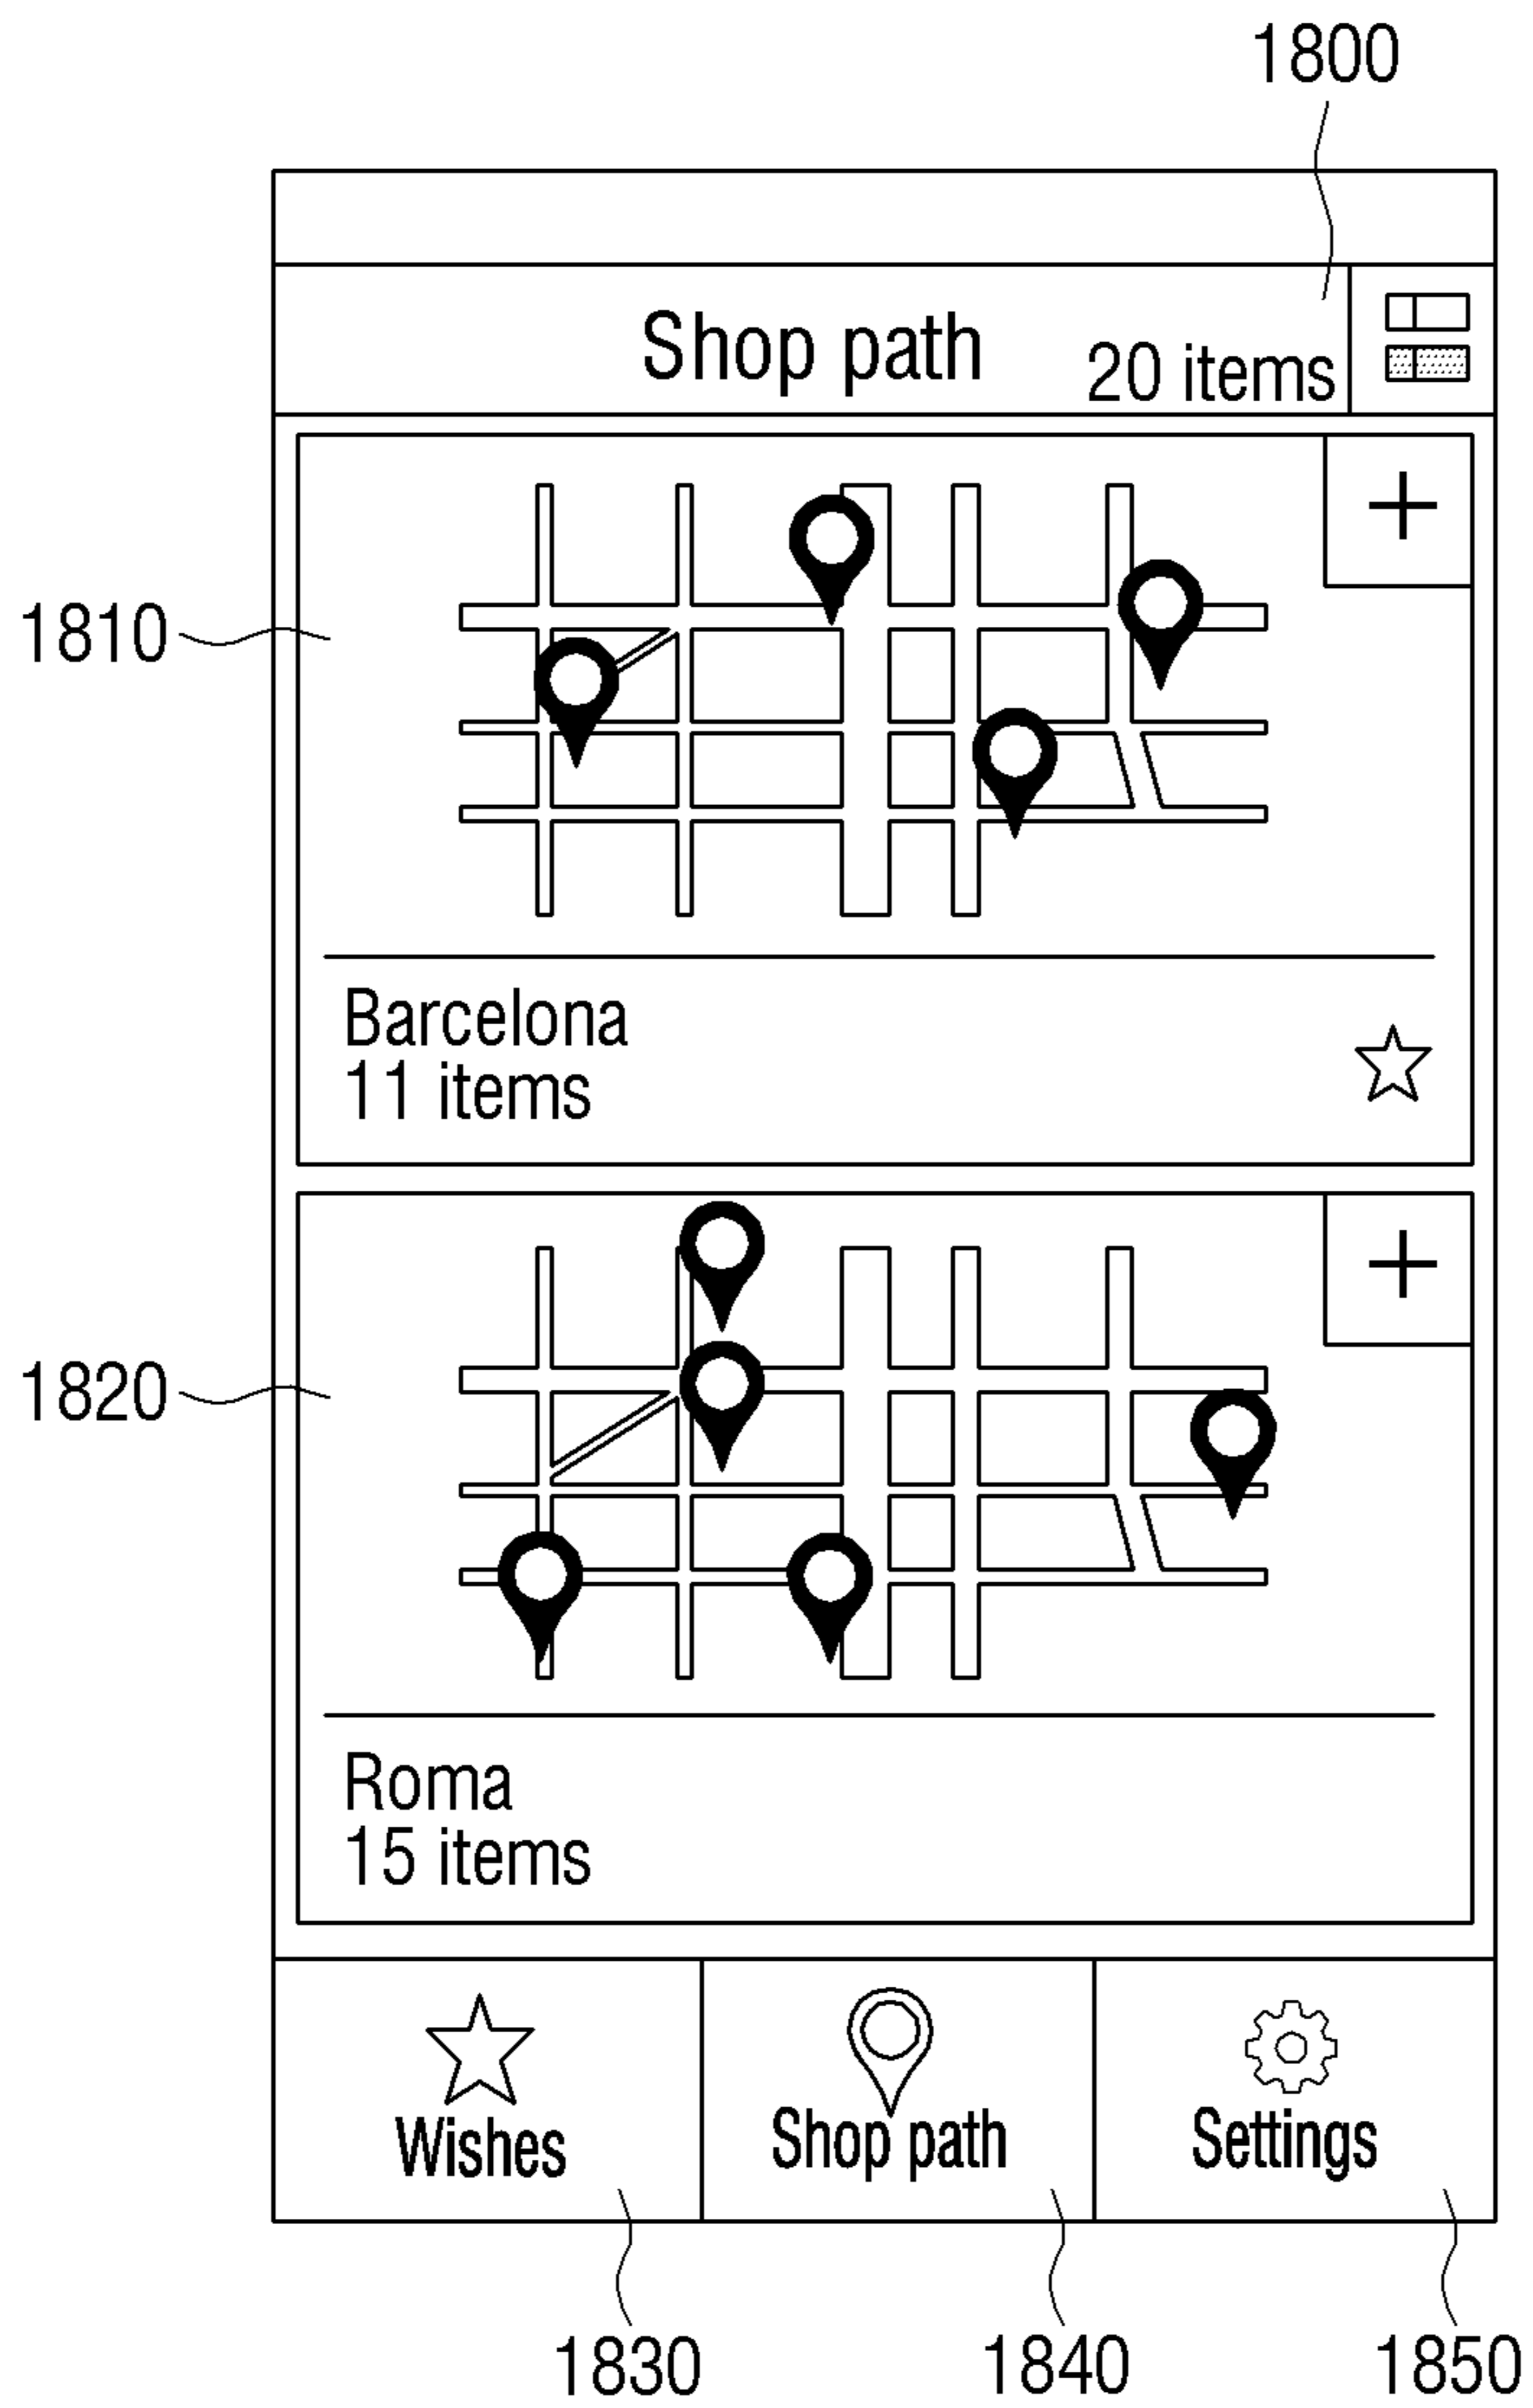 1800
Shop path
20 items
1810
Barcelona
11 items
1820
Roma
15 items
Wishes
Shop path
Settings
1830
1840
1850